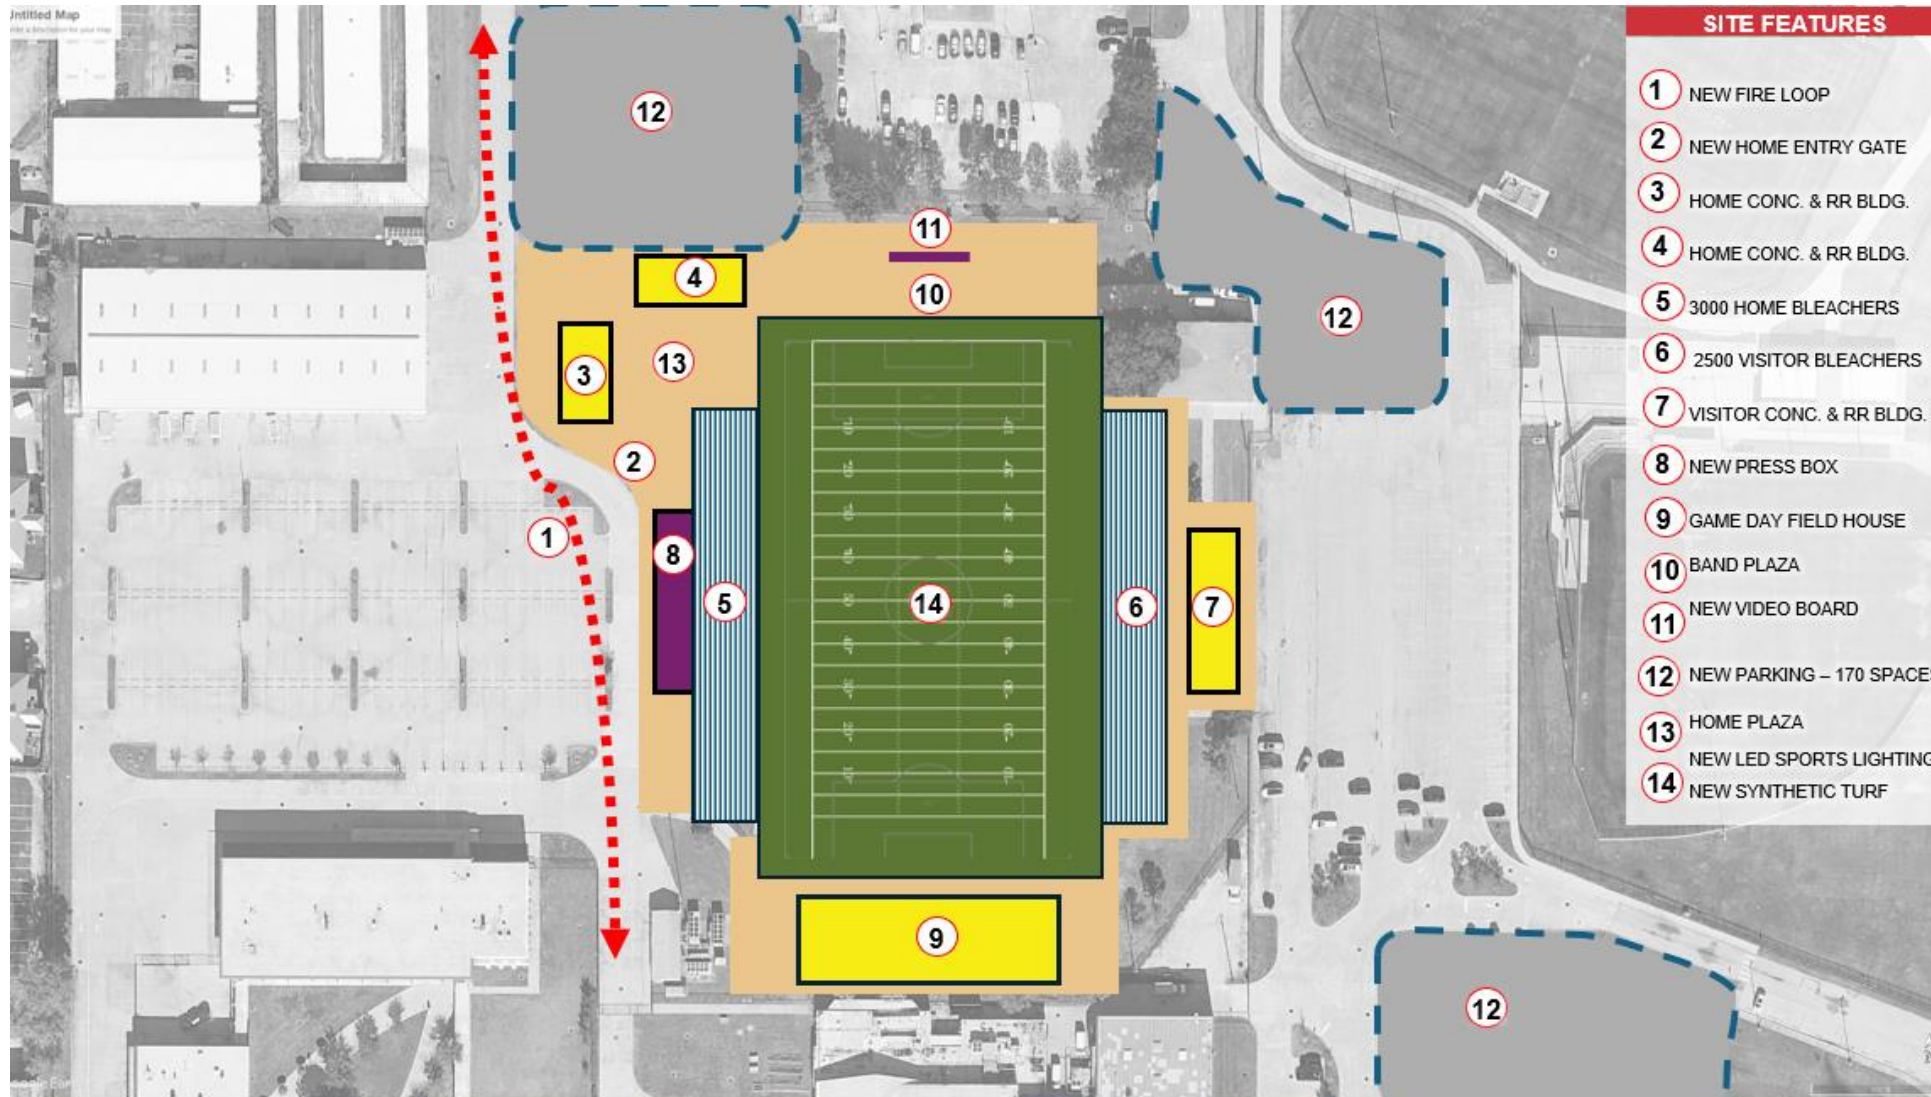 Untitled Map
SITE FEATURES
1 NEW FIRE LOOP
2 NEW HOME ENTRY GATE
3 HOME CONC. & RR BLDG.
4 HOME CONC. & RR BLDG.
5 3000 HOME BLEACHERS
6 2500 VISITOR BLEACHERS
7 VISITOR CONC. & RR BLDG.
8 NEW PRESS BOX
9 GAME DAY FIELD HOUSE
10 BAND PLAZA
11 NEW VIDEO BOARD
12 NEW PARKING – 170 SPACES
13 HOME PLAZA
NEW LED SPORTS LIGHTING
14 NEW SYNTHETIC TURF
12
11
4
10
12
3
13
2
1
8
5
14
6
7
9
12